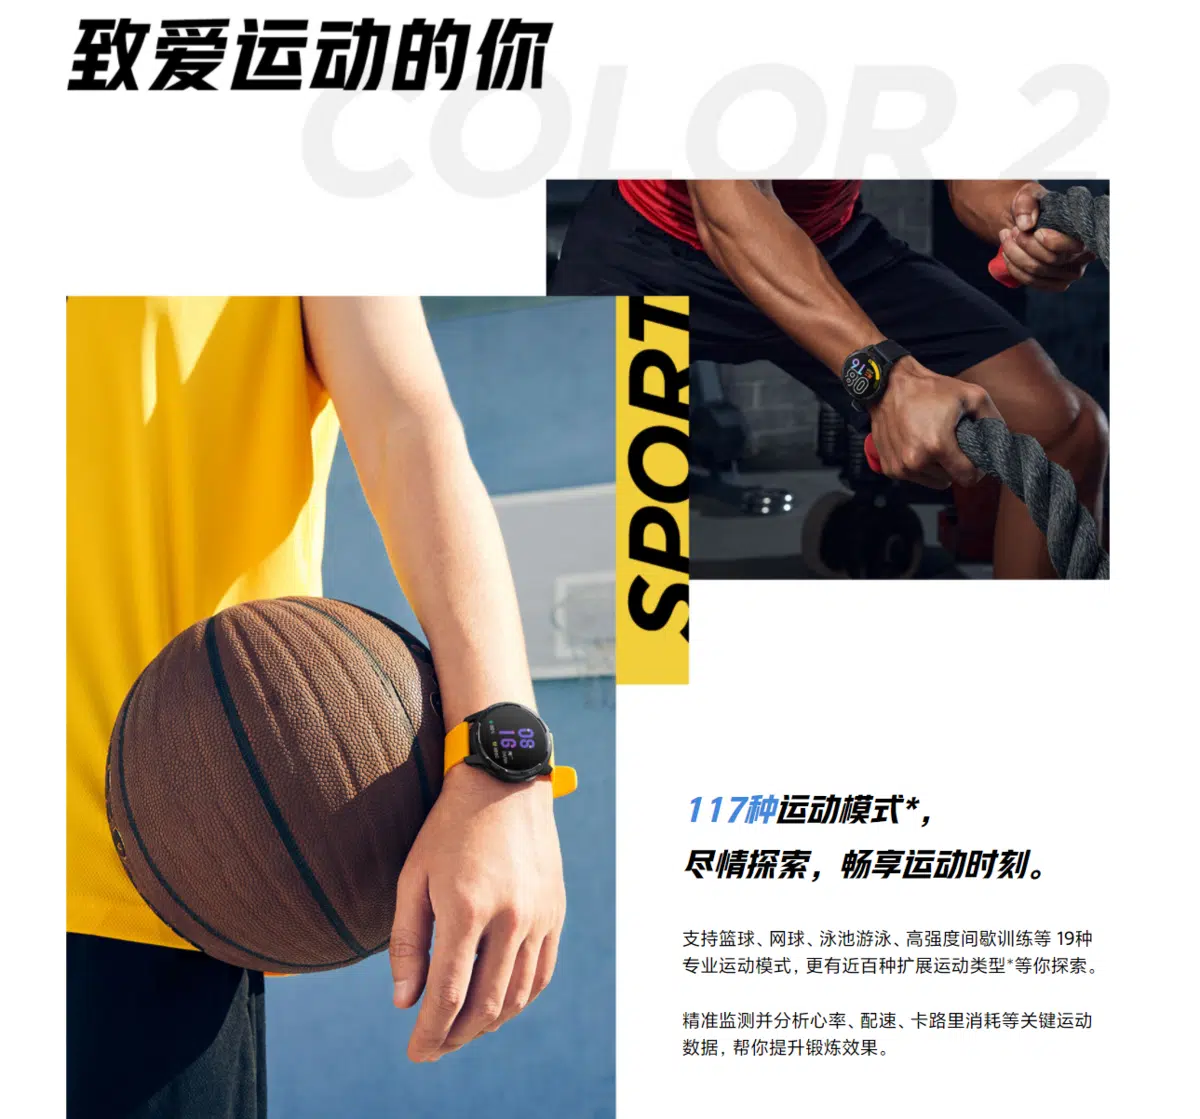 致爱运动的你
COLOR 2
SPORT
08
16
117种运动模式*，
尽情探索，畅享运动时刻。
支持篮球、网球、泳池游泳、高强度间歇训练等 19种
专业运动模式，更有近百种扩展运动类型*等你探索。
精准监测并分析心率、配速、卡路里消耗等关键运动
数据，帮你提升锻炼效果。